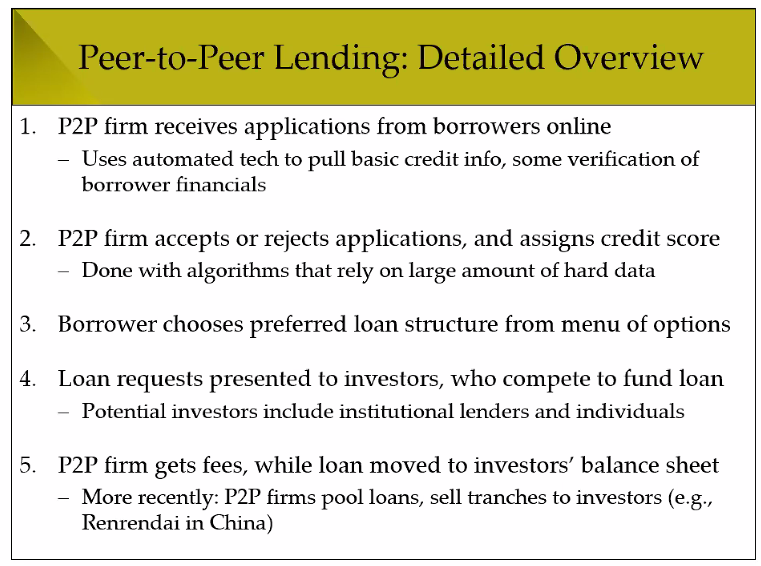 Peer-to-Peer Lending: Detailed Overview
1. P2P firm receives applications from borrowers online
– Uses automated tech to pull basic credit info, some verification of
borrower financials
2. P2P firm accepts or rejects applications, and assigns credit score
– Done with algorithms that rely on large amount of hard data
3. Borrower chooses preferred loan structure from menu of options
4. Loan requests presented to investors, who compete to fund loan
– Potential investors include institutional lenders and individuals
5. P2P firm gets fees, while loan moved to investors’ balance sheet
– More recently: P2P firms pool loans, sell tranches to investors (e.g.,
Renrendai in China)